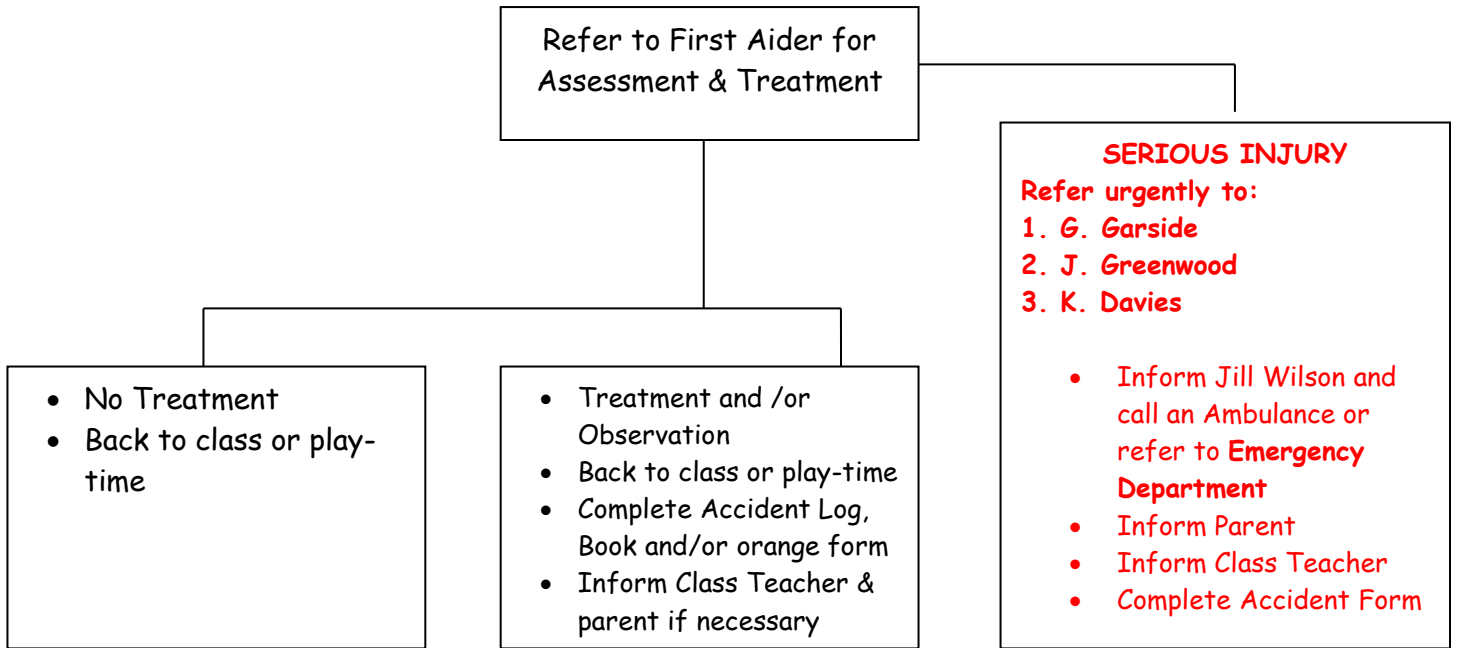 Refer to First Aider for
Assessment & Treatment
SERIOUS INJURY
Refer urgently to:
1. G. Garside
2. J. Greenwood
3. K. Davies
• Inform Jill Wilson and
call an Ambulance or
refer to Emergency
Department
• Inform Parent
• Inform Class Teacher
• Complete Accident Form
• No Treatment
• Back to class or play-
time
• Treatment and /or
Observation
• Back to class or play-time
• Complete Accident Log,
Book and/or orange form
• Inform Class Teacher &
parent if necessary